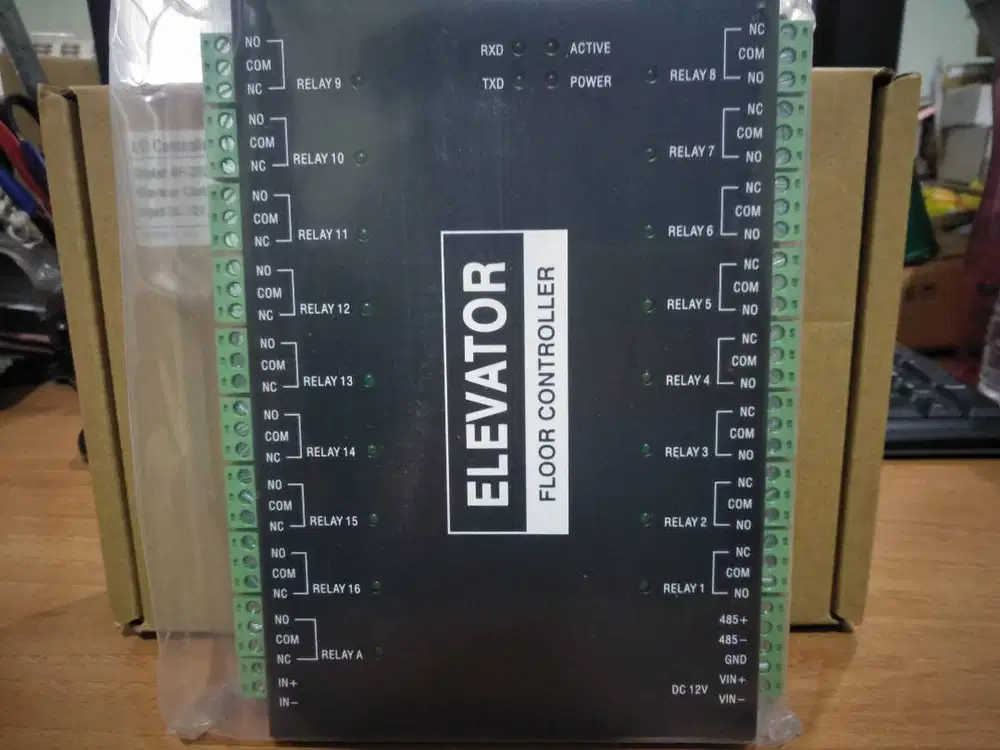 NO
COM
NC
RELAY 9
NO
COM
NC
RELAY 10
NO
COM
NC
RELAY 11
NO
COM
NC
RELAY 12
NO
COM
NC
RELAY 13
NO
COM
NC
RELAY 14
NO
COM
NC
RELAY 15
NO
COM
NC
RELAY 16
NO
COM
NC
RELAY A
IN+
IN−
RXD ACTIVE
TXD POWER
ELEVATOR
FLOOR CONTROLLER
NC
COM
NO
RELAY 8
NC
COM
NO
RELAY 7
NC
COM
NO
RELAY 6
NC
COM
NO
RELAY 5
NC
COM
NO
RELAY 4
NC
COM
NO
RELAY 3
NC
COM
NO
RELAY 2
NC
COM
NO
RELAY 1
485+
485−
GND
DC 12V
VIN+
VIN−